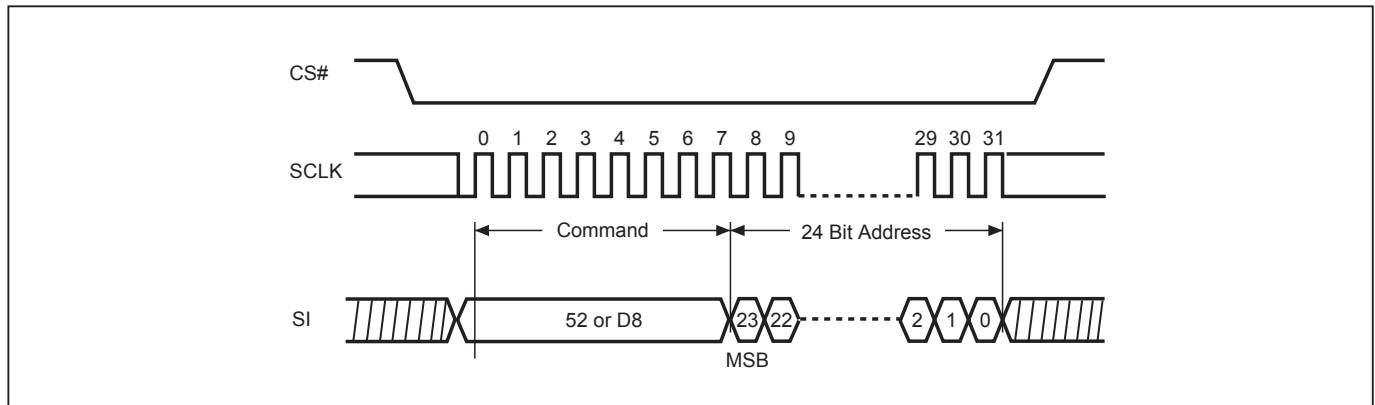 CS#
0 1 2 3 4 5 6 7 8 9 29 30 31
SCLK
Command 24 Bit Address
SI 52 or D8 23 22 2 1 0
MSB